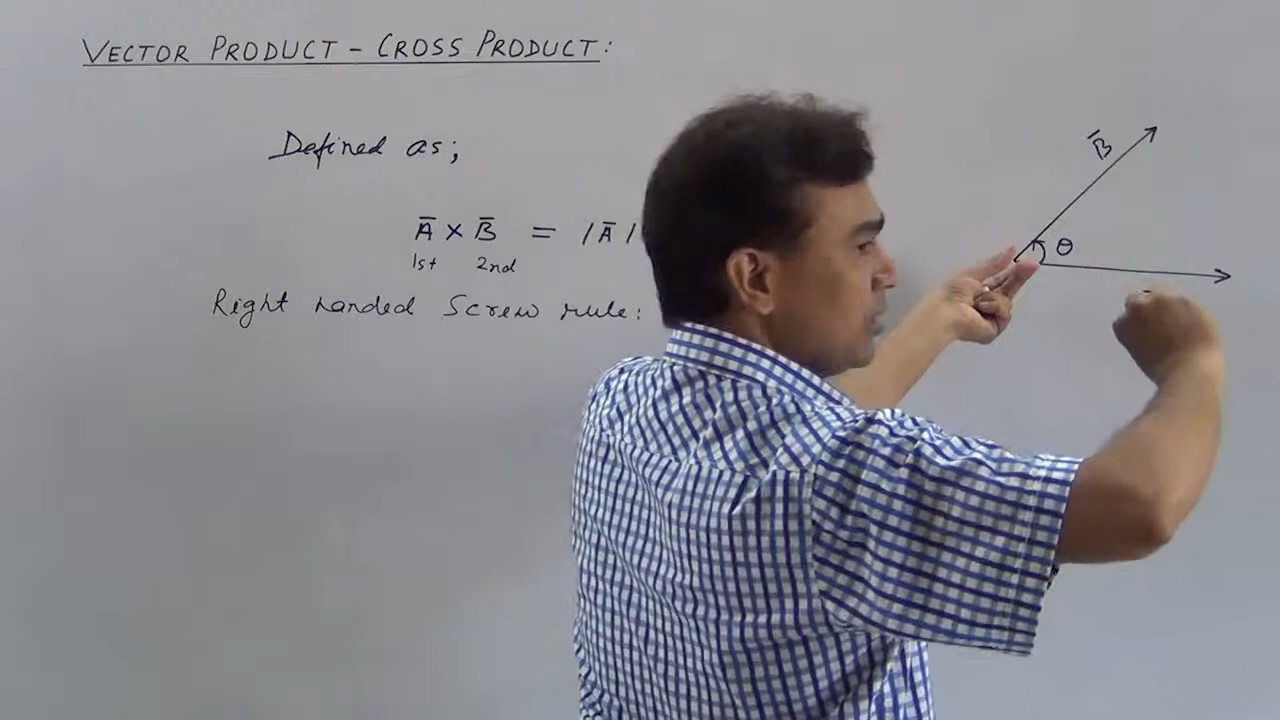 VECTOR PRODUCT – CROSS PRODUCT:
Defined as;
B̄
A̅ × B̅ = |A̅|
θ
1st 2nd
Right handed Screw rule: